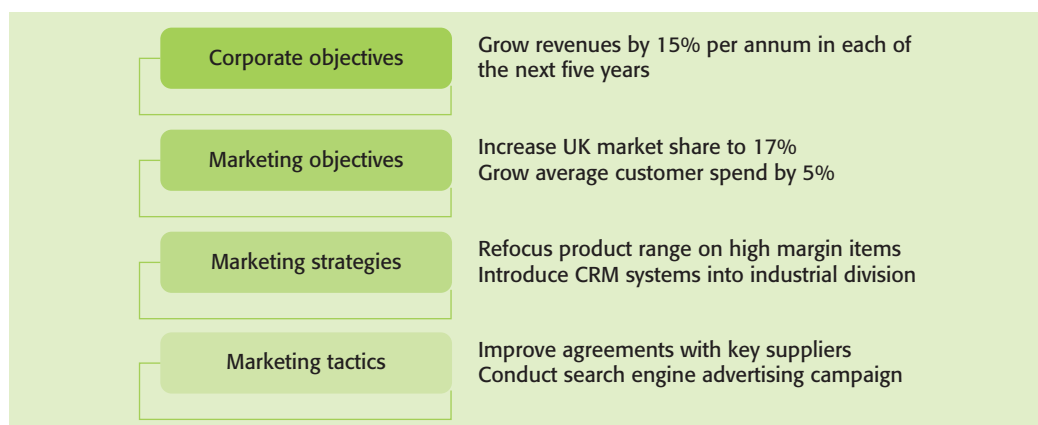 Corporate objectives
Grow revenues by 15% per annum in each of
the next five years
Marketing objectives
Increase UK market share to 17%
Grow average customer spend by 5%
Marketing strategies
Refocus product range on high margin items
Introduce CRM systems into industrial division
Marketing tactics
Improve agreements with key suppliers
Conduct search engine advertising campaign